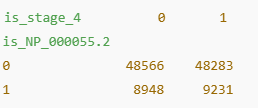 is_stage_4 0 1
is_NP_000055.2
0 48566 48283
1 8948 9231